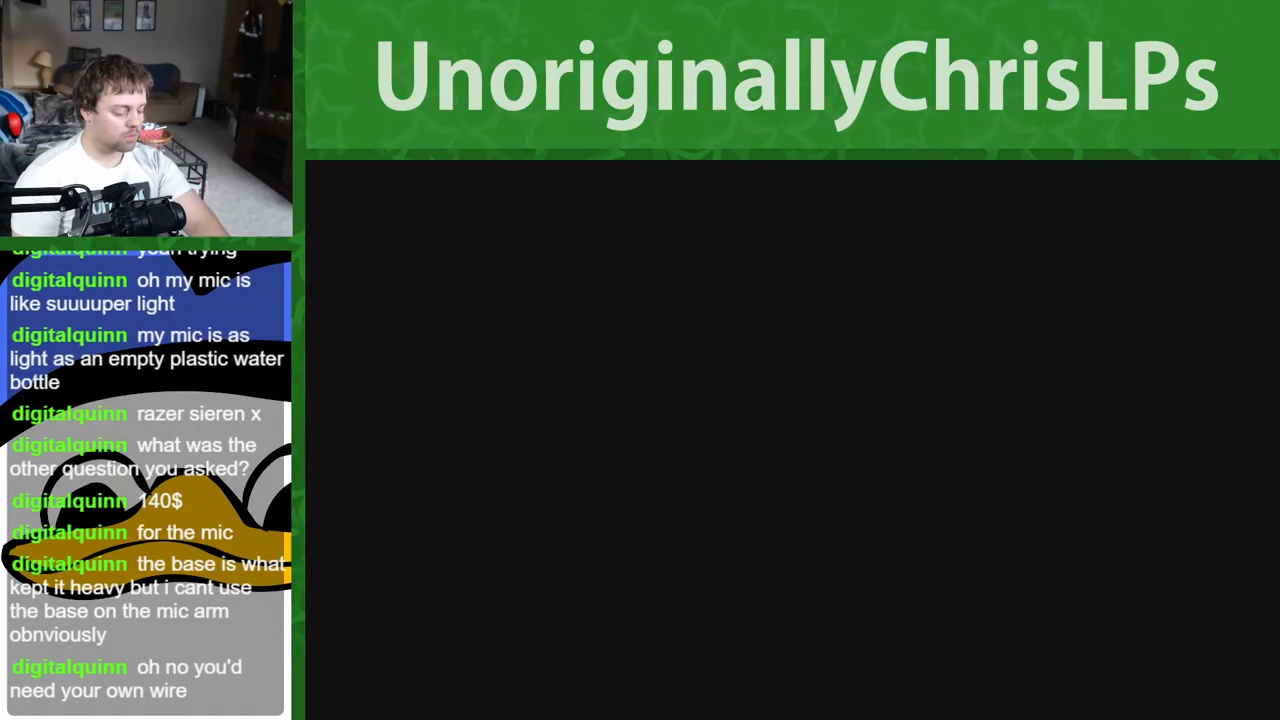 UnoriginallyChrisLPs
digitalquinn yeah trying
digitalquinn oh my mic is
like suuuuper light
digitalquinn my mic is as
light as an empty plastic water
bottle
digitalquinn razer sieren x
digitalquinn what was the
other question you asked?
digitalquinn 140$
digitalquinn for the mic
digitalquinn the base is what
kept it heavy but i cant use
the base on the mic arm
obnviously
digitalquinn oh no you'd
need your own wire